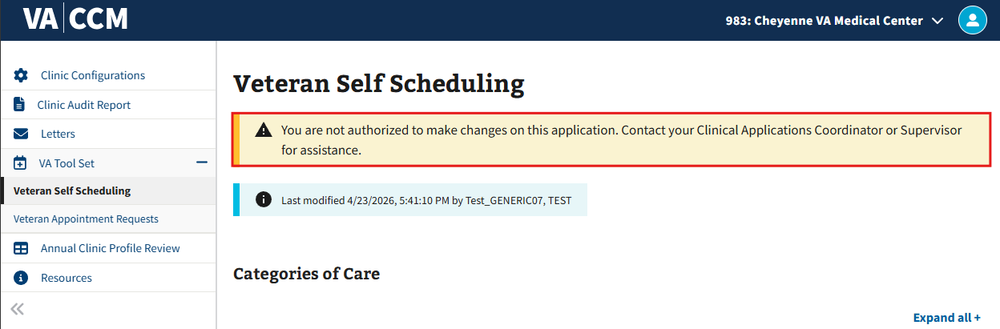 VA CCM
983: Cheyenne VA Medical Center
Clinic Configurations
Clinic Audit Report
Letters
VA Tool Set
Veteran Self Scheduling
Veteran Appointment Requests
Annual Clinic Profile Review
Resources
Veteran Self Scheduling
You are not authorized to make changes on this application. Contact your Clinical Applications Coordinator or Supervisor
for assistance.
Last modified 4/23/2026, 5:41:10 PM by Test_GENERIC07, TEST
Categories of Care
Expand all +